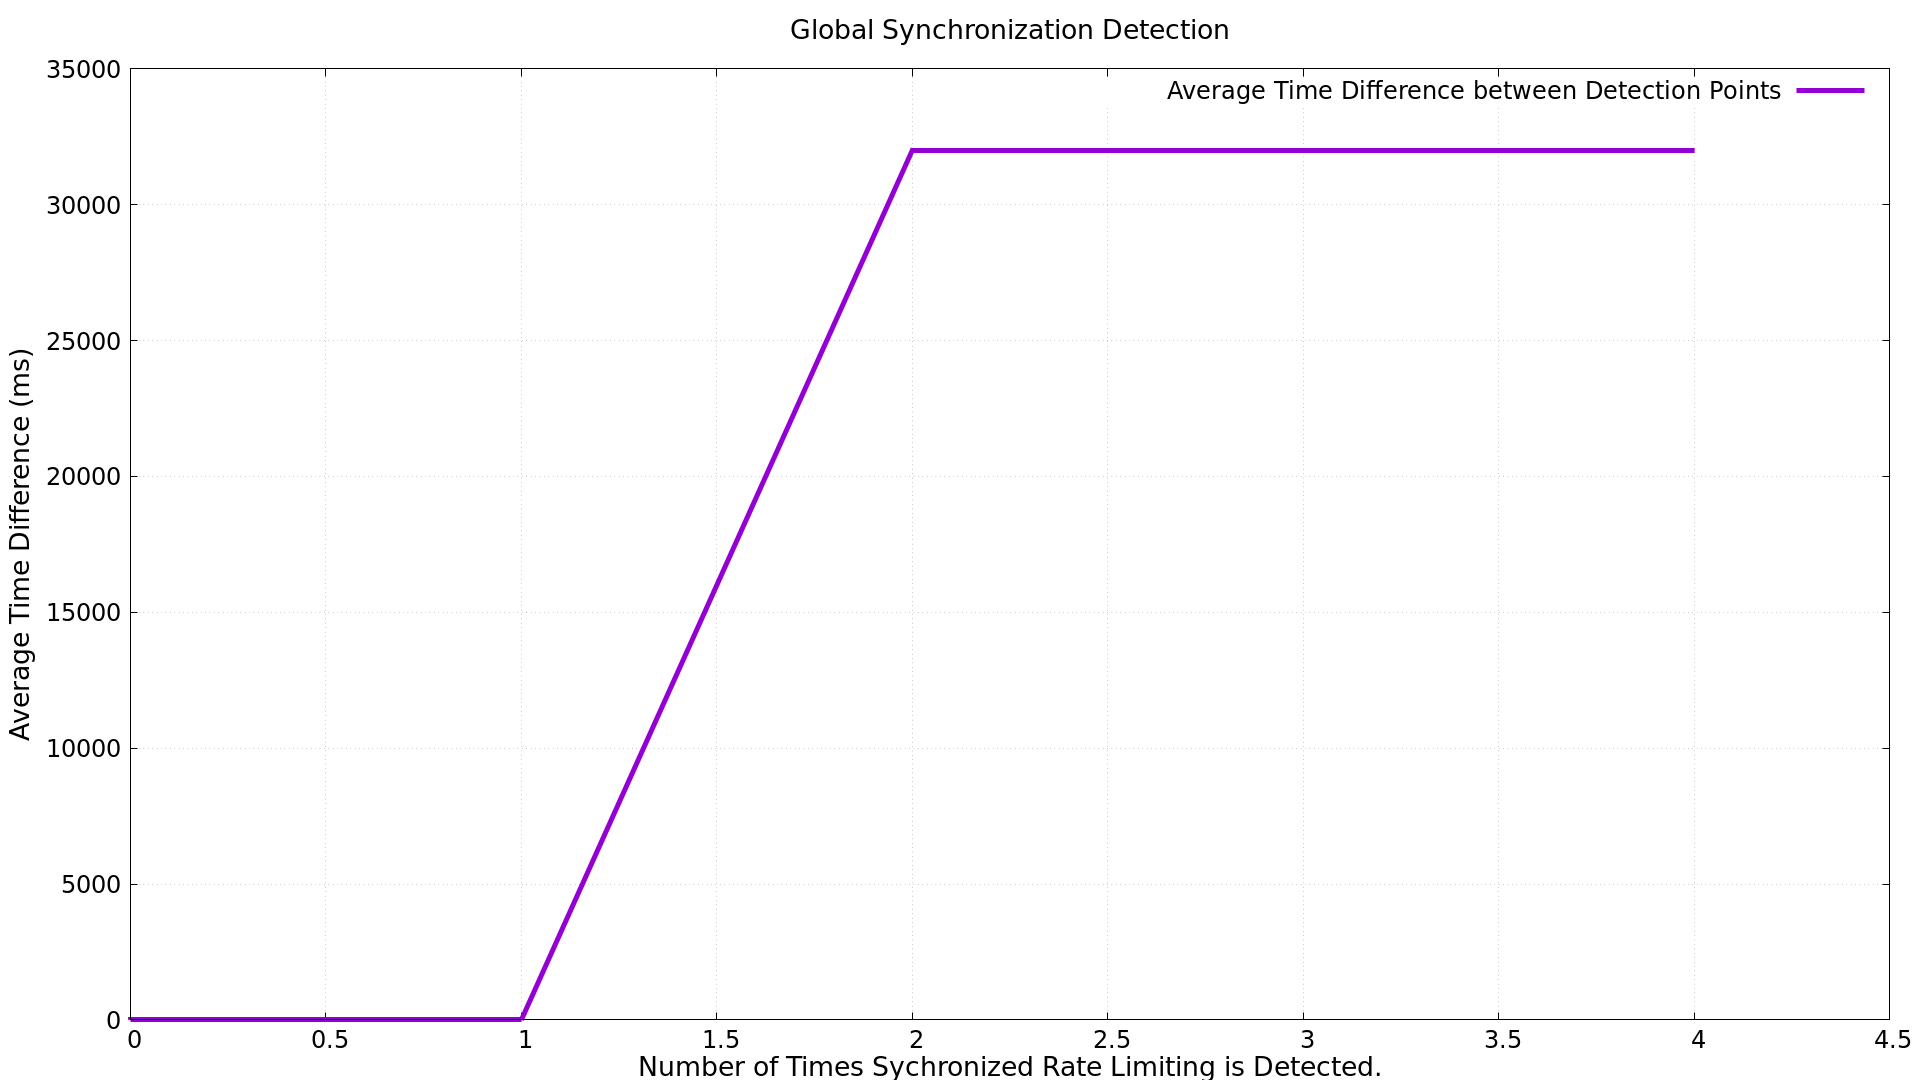 Global Synchronization Detection
Average Time Difference between Detection Points
35000
30000
25000
20000
15000
10000
5000
0
Average Time Difference (ms)
0 0.5 1 1.5 2 2.5 3 3.5 4 4.5
Number of Times Sychronized Rate Limiting is Detected.